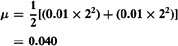 μ = 1/2[(0.01 × 2²) + (0.01 × 2²)]
= 0.040